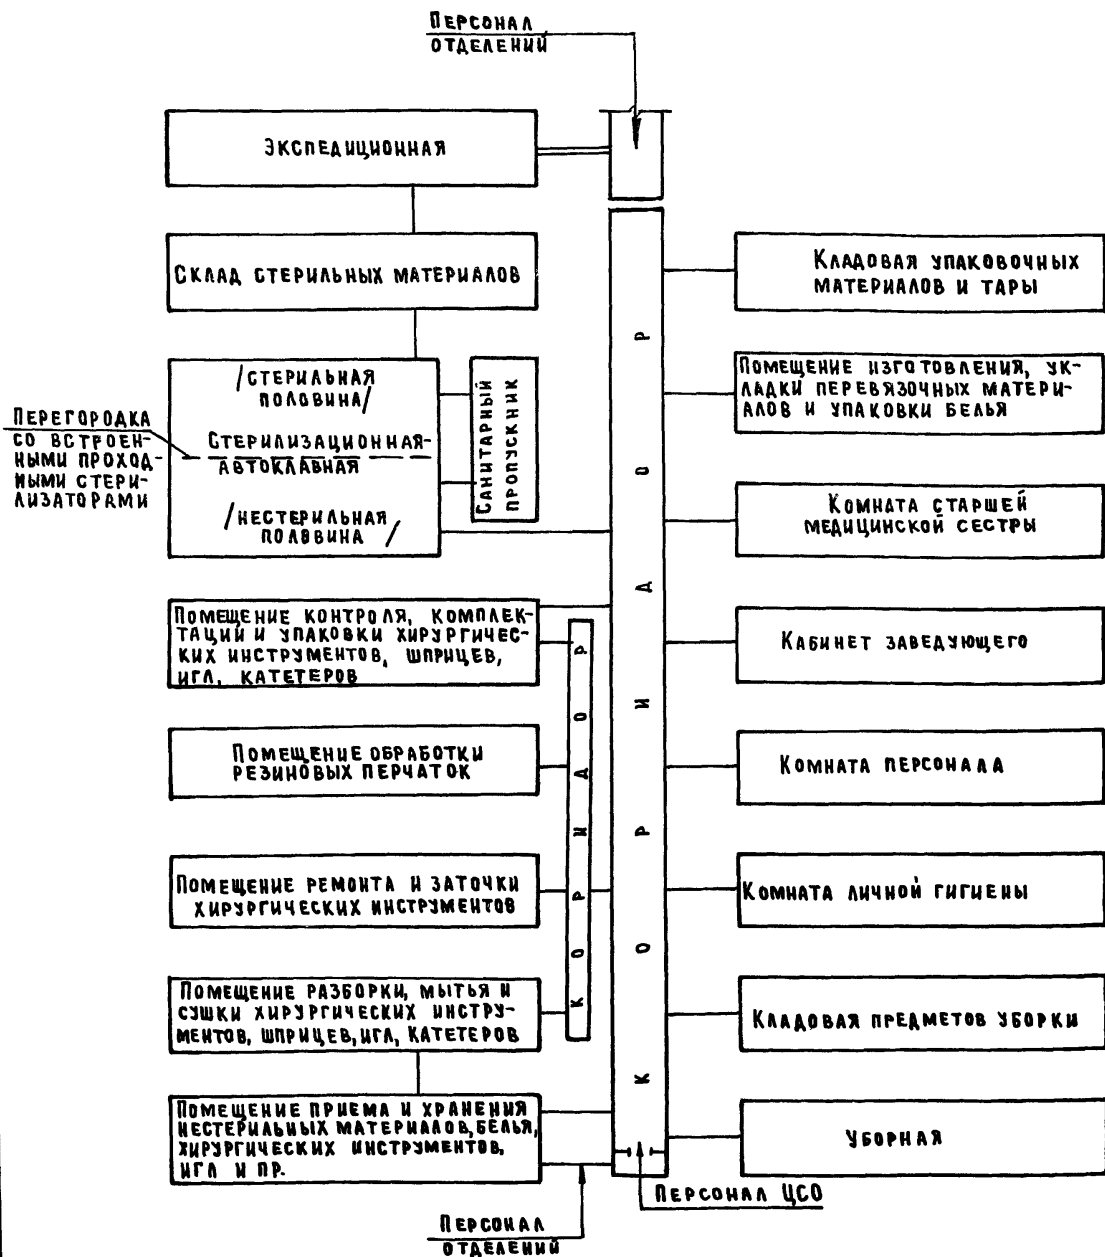 Персонал
отделений
Экспедиционная
Склад стерильных материалов
/стерильная
половина/
Стерилизационная-
автоклавная
/нестерильная
половина/
Санитарный
пропускник
Перегородка
со встроен-
ными проход-
ными стери-
лизаторами
Помещение контроля, комплек-
тации и упаковки хирургичес-
ких инструментов, шприцев,
игл, катетеров
Помещение обработки
резиновых перчаток
Помещение ремонта и заточки
хирургических инструментов
Помещение разборки, мытья и
сушки хирургических инстру-
ментов, шприцев, игл, катетеров
Помещение приема и хранения
нестерильных материалов, белья,
хирургических инструментов,
игл и пр.
Коридор
Коридор
Кладовая упаковочных
материалов и тары
Помещение изготовления, ук-
ладки перевязочных матери-
алов и упаковки белья
Комната старшей
медицинской сестры
Кабинет заведующего
Комната персонала
Комната личной гигиены
Кладовая предметов уборки
Уборная
Персонал ЦСО
Персонал
отделений